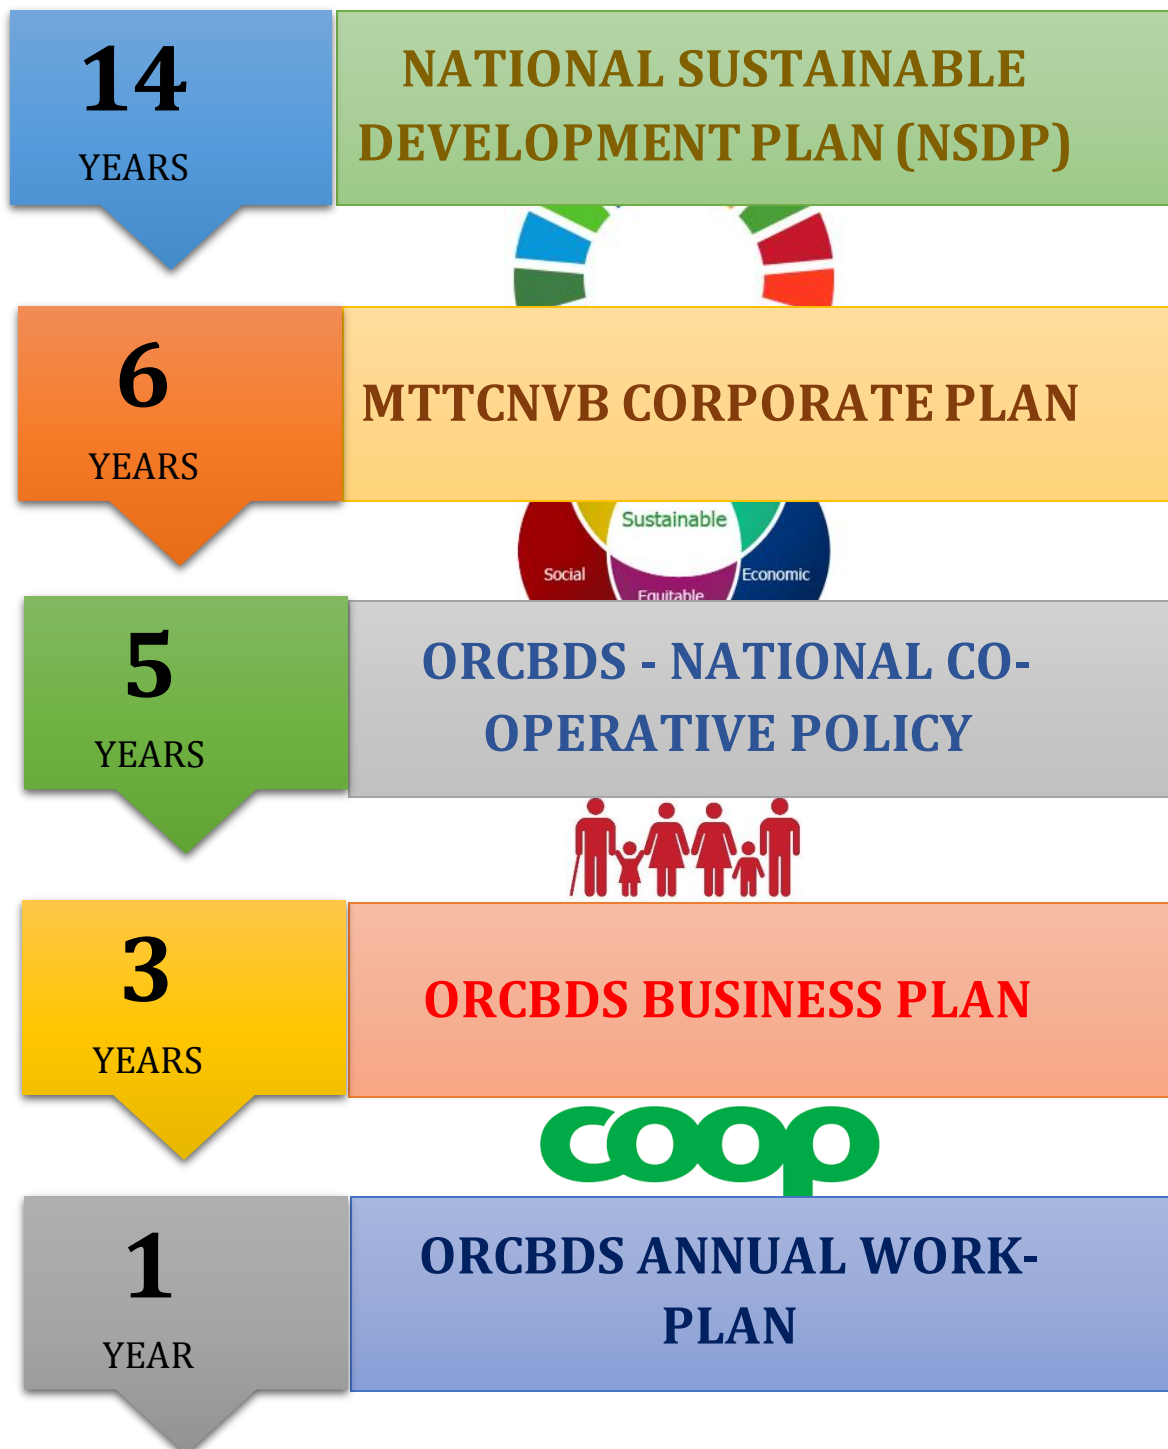 14
YEARS
NATIONAL SUSTAINABLE
DEVELOPMENT PLAN (NSDP)
6
YEARS
MTTCNVB CORPORATE PLAN
Sustainable
Social
Economic
Equitable
5
YEARS
ORCBDS - NATIONAL CO-
OPERATIVE POLICY
3
YEARS
ORCBDS BUSINESS PLAN
coop
1
YEAR
ORCBDS ANNUAL WORK-
PLAN